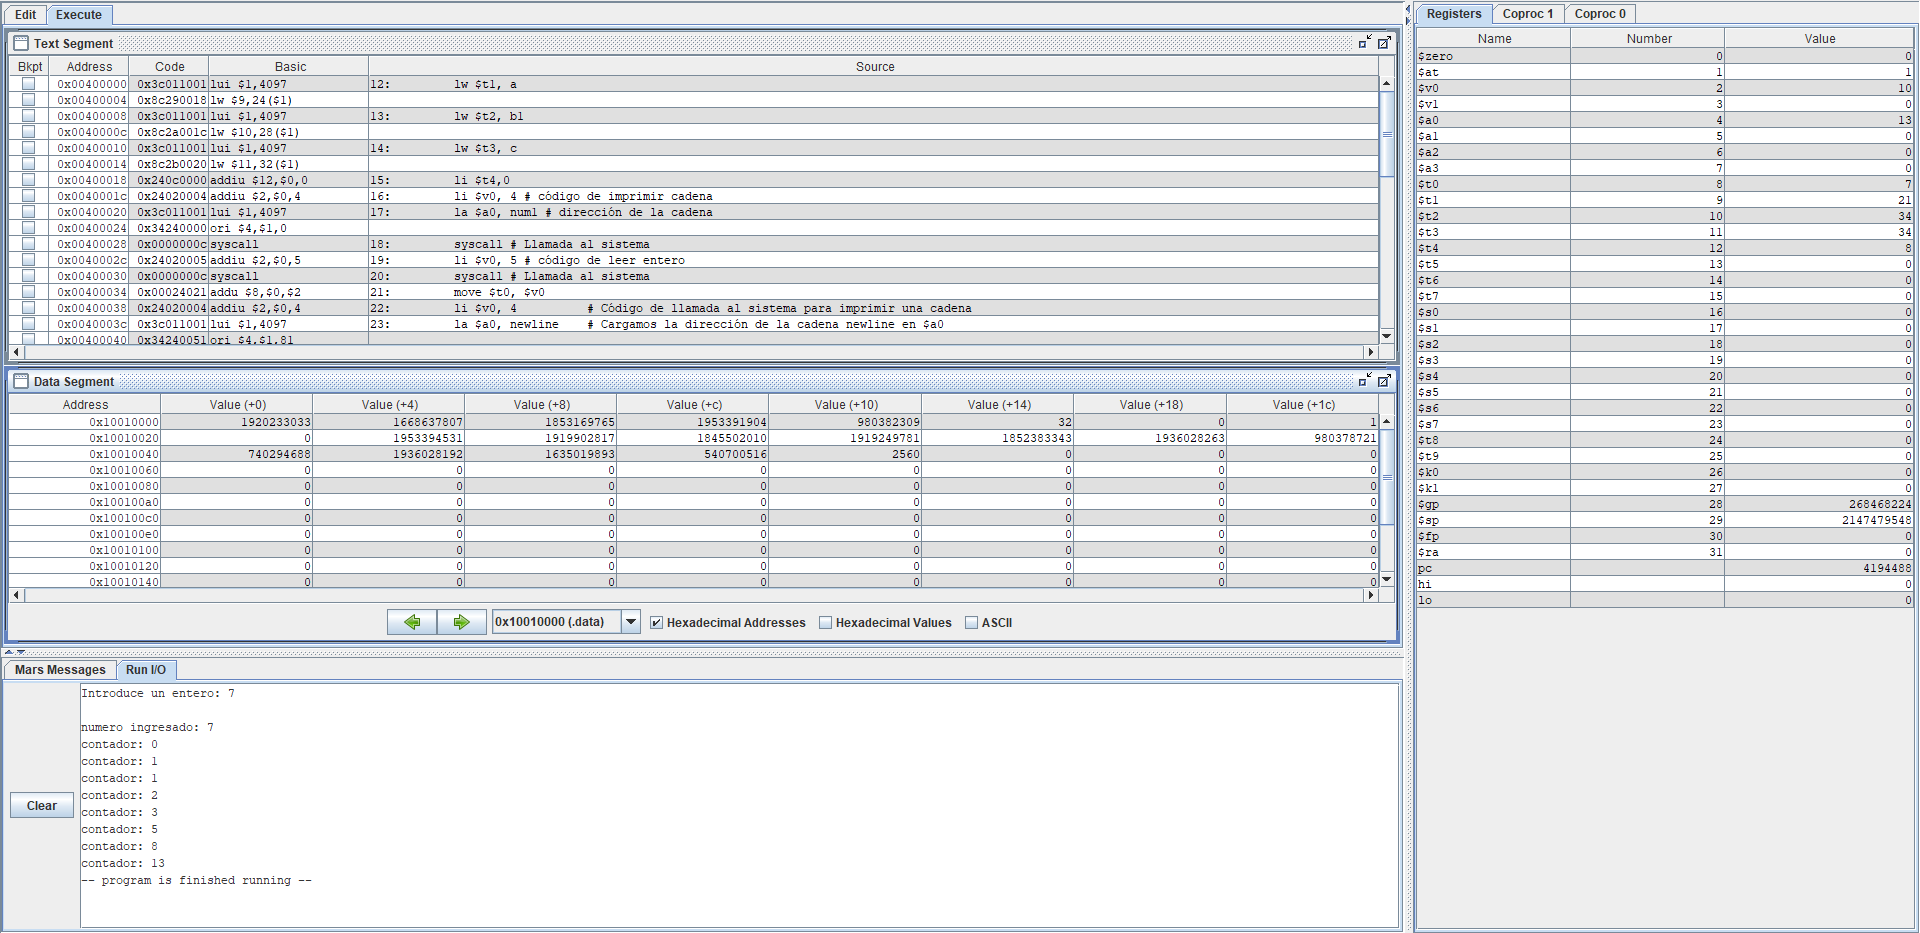 Edit Execute
Text Segment
Bkpt Address Code Basic Source
0x00400000 0x3c011001 lui $1,4097 12: lw $t1, a
0x00400004 0x8c290018 lw $9,24($1)
0x00400008 0x3c011001 lui $1,4097 13: lw $t2, b1
0x0040000c 0x8c2a001c lw $10,28($1)
0x00400010 0x3c011001 lui $1,4097 14: lw $t3, c
0x00400014 0x8c2b0020 lw $11,32($1)
0x00400018 0x240c0000 addiu $12,$0,0 15: li $t4,0
0x0040001c 0x24020004 addiu $2,$0,4 16: li $v0, 4 # código de imprimir cadena
0x00400020 0x3c011001 lui $1,4097 17: la $a0, num1 # dirección de la cadena
0x00400024 0x34240000 ori $4,$1,0
0x00400028 0x0000000c syscall 18: syscall # Llamada al sistema
0x0040002c 0x24020005 addiu $2,$0,5 19: li $v0, 5 # código de leer entero
0x00400030 0x0000000c syscall 20: syscall # Llamada al sistema
0x00400034 0x00024021 addu $8,$0,$2 21: move $t0, $v0
0x00400038 0x24020004 addiu $2,$0,4 22: li $v0, 4 # Código de llamada al sistema para imprimir una cadena
0x0040003c 0x3c011001 lui $1,4097 23: la $a0, newline # Cargamos la dirección de la cadena newline en $a0
0x00400040 0x34240051 ori $4,$1,81
Data Segment
Address Value (+0) Value (+4) Value (+8) Value (+c) Value (+10) Value (+14) Value (+18) Value (+1c)
0x10010000 1920233033 1668637807 1853169765 1953391904 980382309 32 0 1
0x10010020 0 1953394531 1919902817 1845502010 1919249781 1852383343 1936028263 980378721
0x10010040 740294688 1936028192 1635019893 540700516 2560 0 0 0
0x10010060 0 0 0 0 0 0 0 0
0x10010080 0 0 0 0 0 0 0 0
0x100100a0 0 0 0 0 0 0 0 0
0x100100c0 0 0 0 0 0 0 0 0
0x100100e0 0 0 0 0 0 0 0 0
0x10010100 0 0 0 0 0 0 0 0
0x10010120 0 0 0 0 0 0 0 0
0x10010140 0 0 0 0 0 0 0 0
0x10010000 (.data) Hexadecimal Addresses Hexadecimal Values ASCII
Mars Messages Run I/O
Clear
Introduce un entero: 7
numero ingresado: 7
contador: 0
contador: 1
contador: 1
contador: 2
contador: 3
contador: 5
contador: 8
contador: 13
-- program is finished running --
Registers Coproc 1 Coproc 0
Name Number Value
$zero 0 0
$at 1 1
$v0 2 10
$v1 3 0
$a0 4 13
$a1 5 0
$a2 6 0
$a3 7 0
$t0 8 7
$t1 9 21
$t2 10 34
$t3 11 34
$t4 12 8
$t5 13 0
$t6 14 0
$t7 15 0
$s0 16 0
$s1 17 0
$s2 18 0
$s3 19 0
$s4 20 0
$s5 21 0
$s6 22 0
$s7 23 0
$t8 24 0
$t9 25 0
$k0 26 0
$k1 27 0
$gp 28 268468224
$sp 29 2147479548
$fp 30 0
$ra 31 0
pc 4194488
hi 0
lo 0